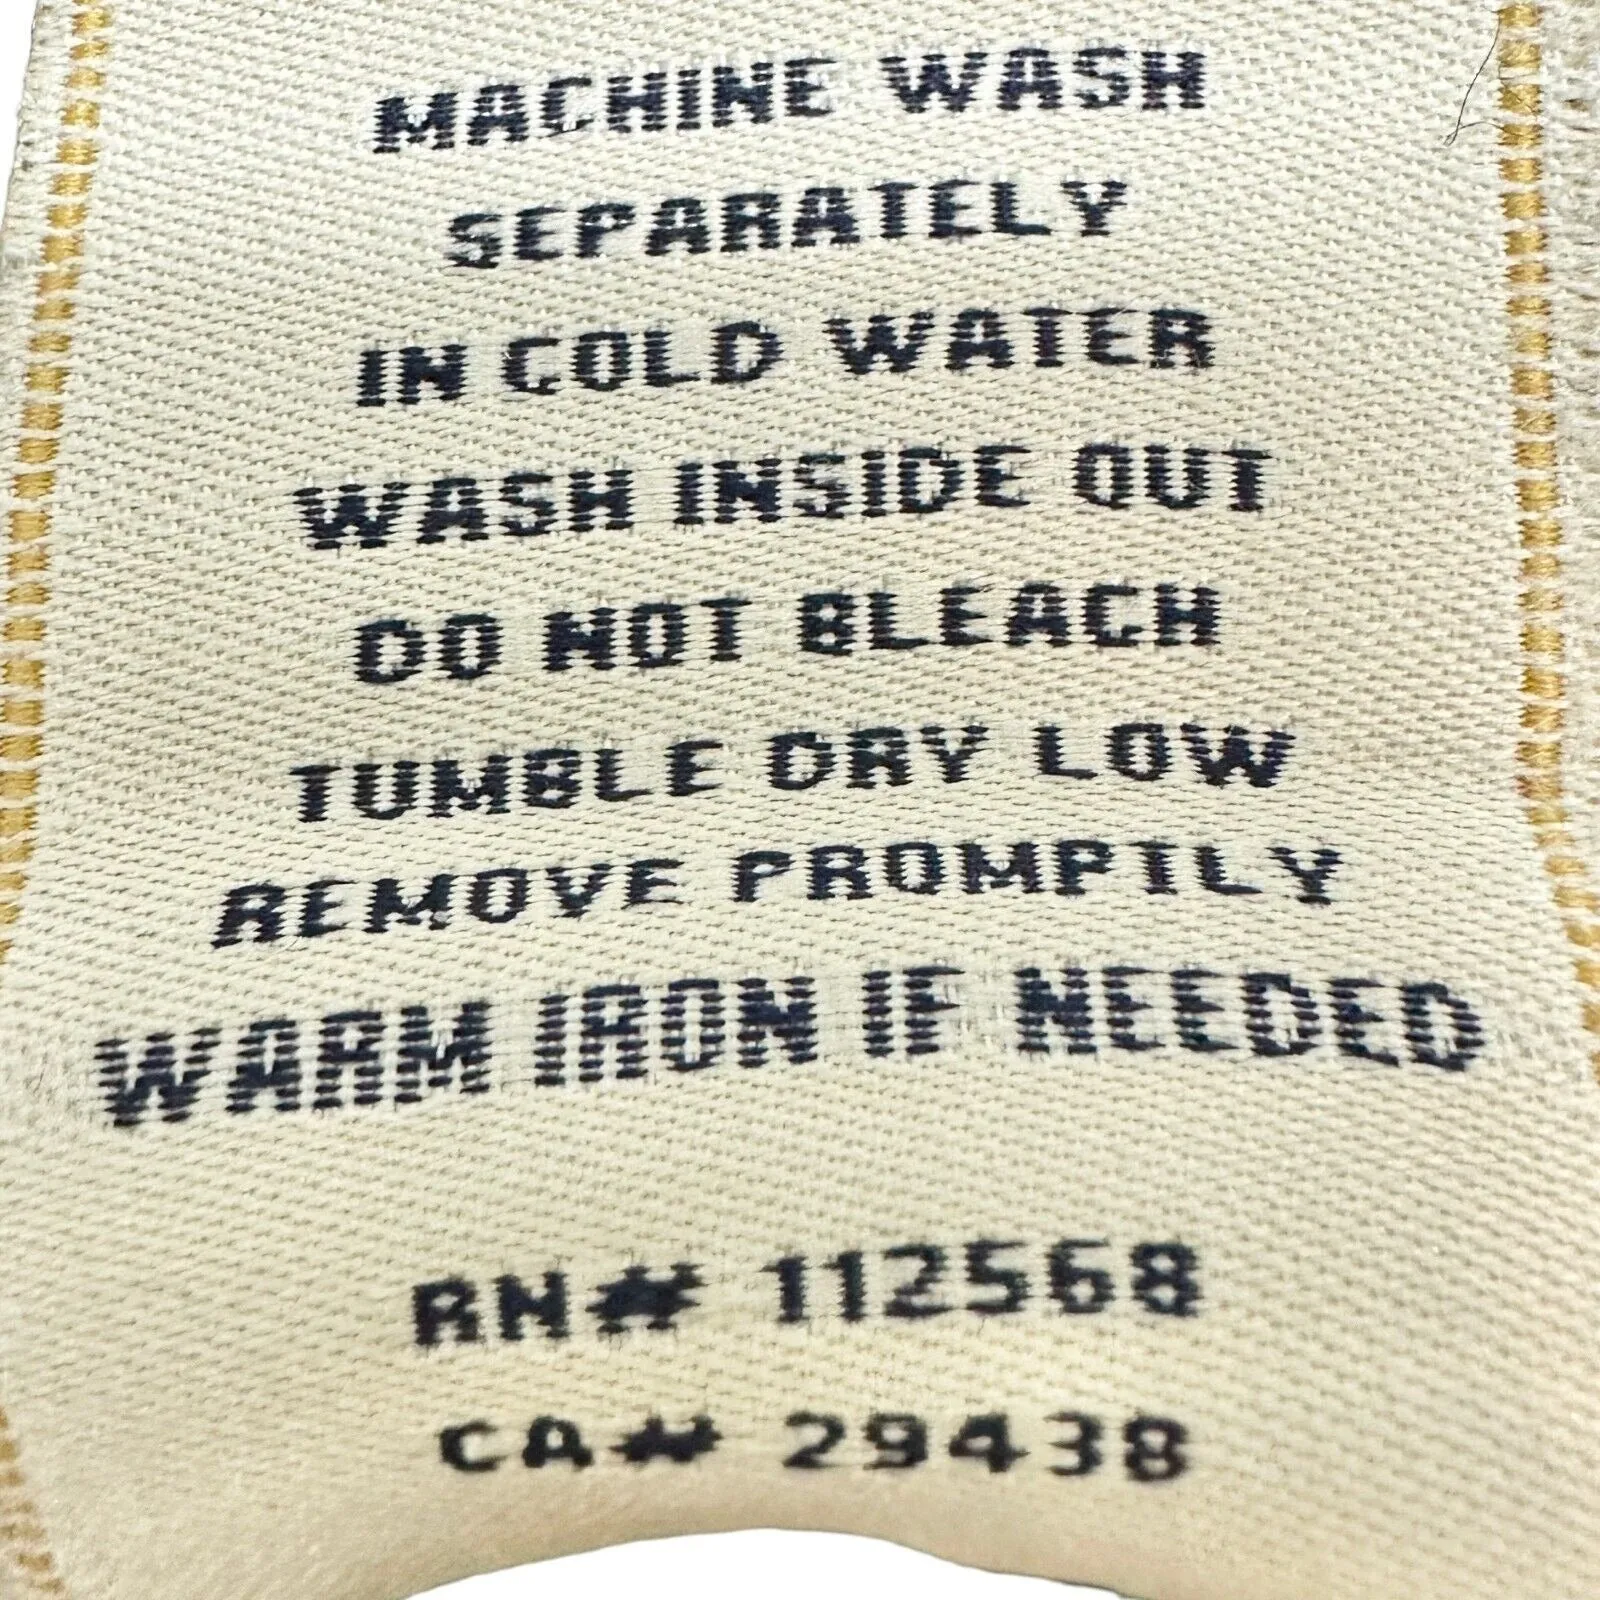 MACHINE WASH
SEPARATELY
IN COLD WATER
WASH INSIDE OUT
DO NOT BLEACH
TUMBLE DRY LOW
REMOVE PROMPTLY
WARM IRON IF NEEDED
RN# 112568
CA# 29438